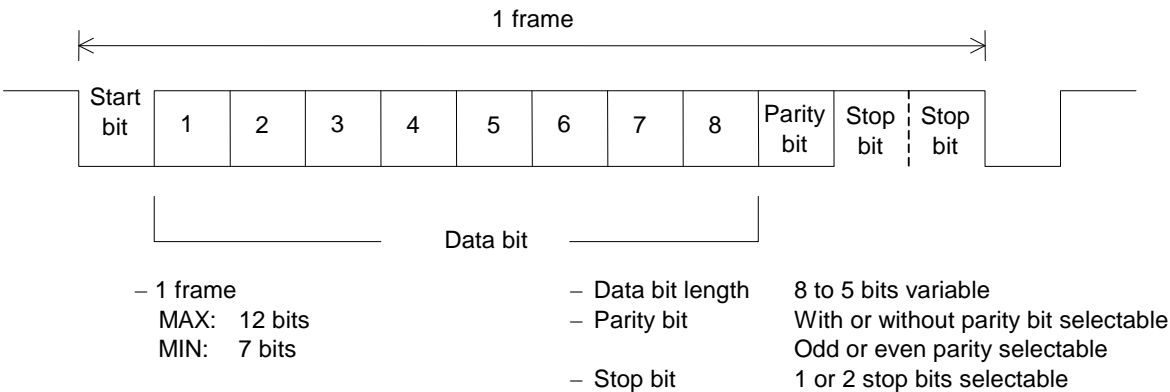 1 frame
Start bit
1 2 3 4 5 6 7 8
Parity bit
Stop bit
Stop bit
Data bit
– 1 frame
MAX: 12 bits
MIN: 7 bits
– Data bit length 8 to 5 bits variable
– Parity bit With or without parity bit selectable
Odd or even parity selectable
– Stop bit 1 or 2 stop bits selectable